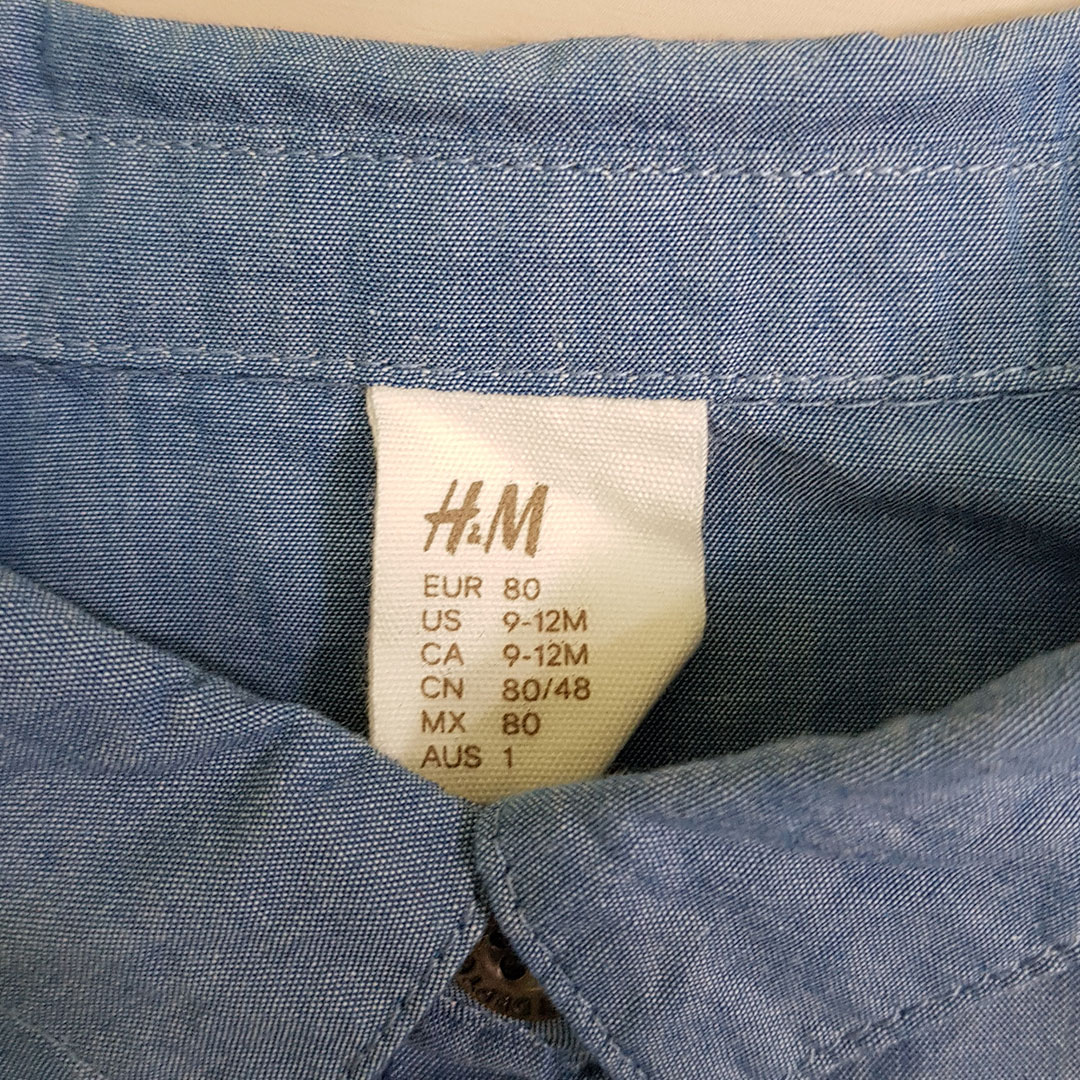 H&M
EUR 80
US 9-12M
CA 9-12M
CN 80/48
MX 80
AUS 1